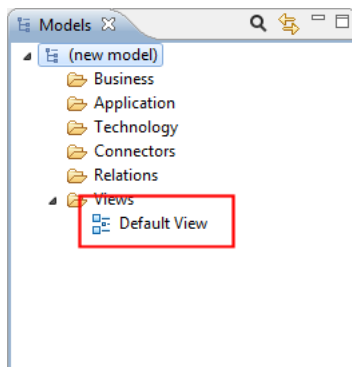 Models
(new model)
Business
Application
Technology
Connectors
Relations
Views
Default View